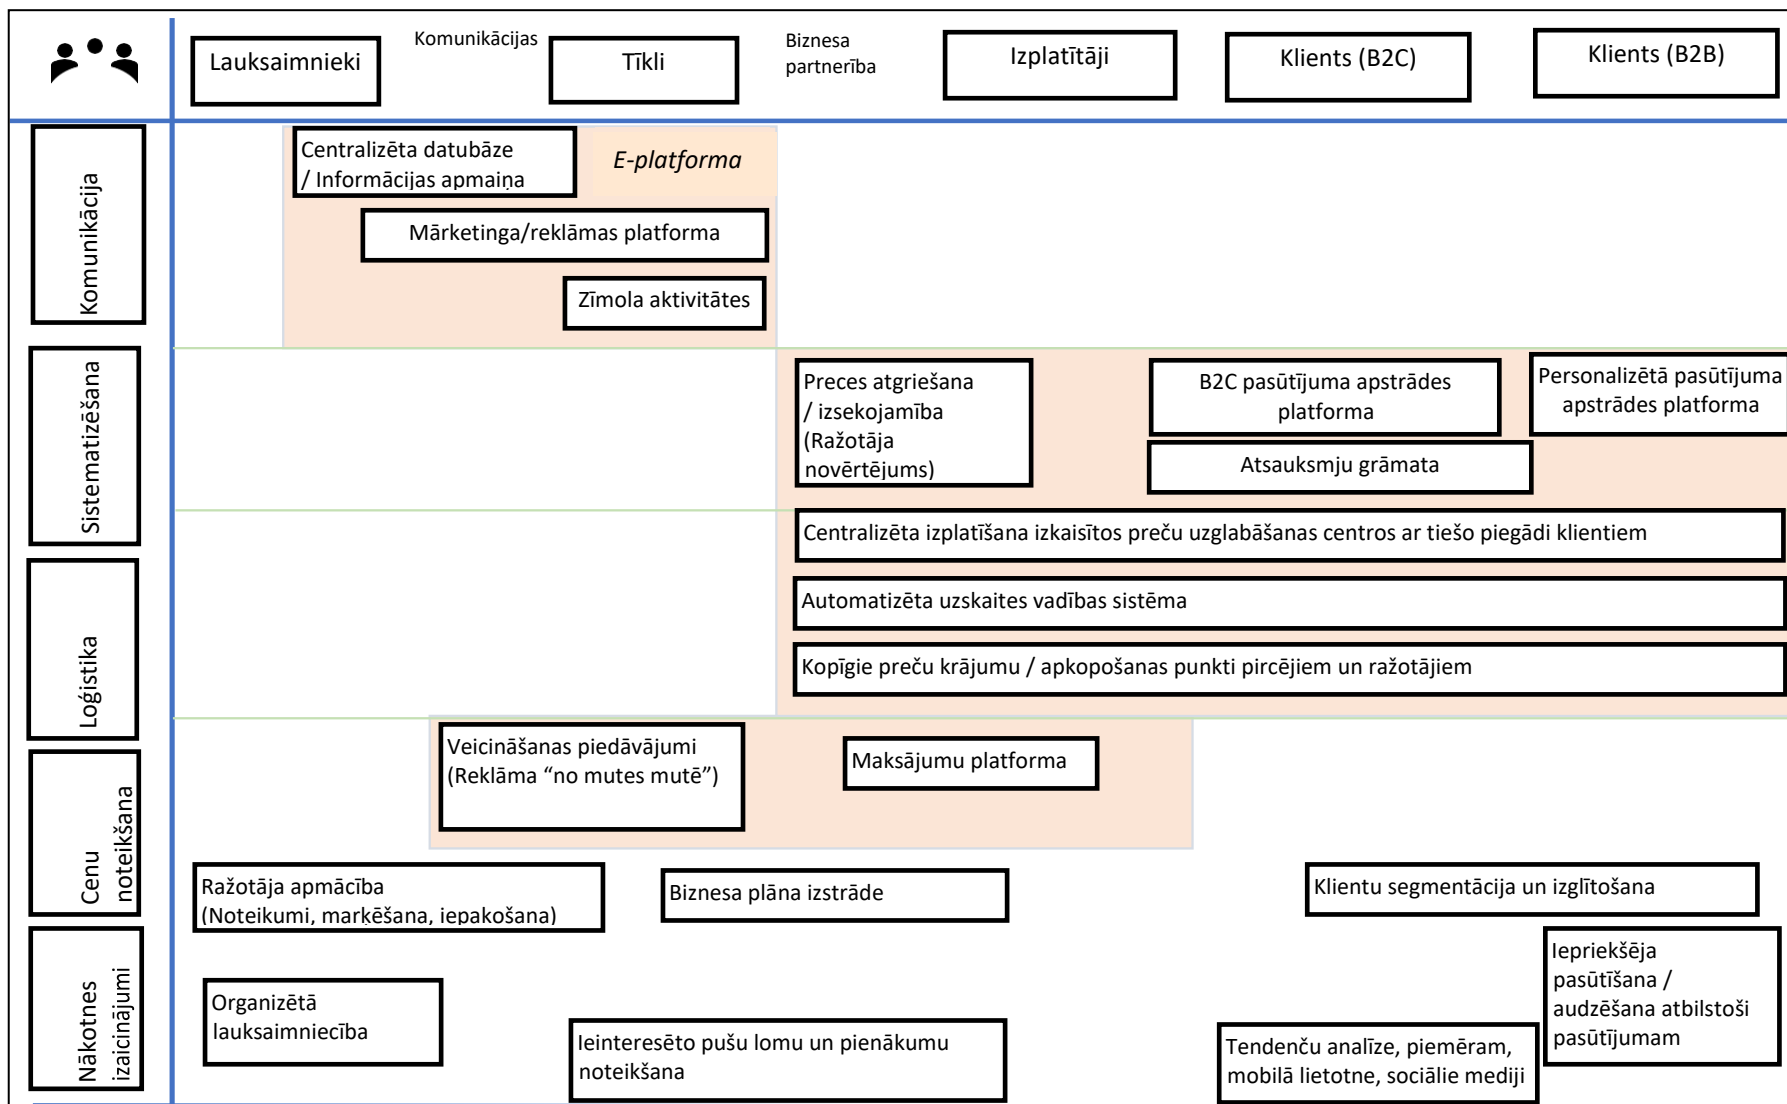 Lauksaimnieki
Komunikācijas
Tīkli
Biznesa
partnerība
Izplatītāji
Klients (B2C)
Klients (B2B)
Komunikācija
Centralizēta datubāze
/ Informācijas apmaiņa
E-platforma
Mārketinga/reklāmas platforma
Zīmola aktivitātes
Sistematizēšana
Preces atgriešana
/ izsekojamība
(Ražotāja
novērtējums)
B2C pasūtījuma apstrādes
platforma
Personalizētā pasūtījuma
apstrādes platforma
Atsauksmju grāmata
Loģistika
Centralizēta izplatīšana izkaisītos preču uzglabāšanas centros ar tiešo piegādi klientiem
Automatizēta uzskaites vadības sistēma
Kopīgie preču krājumu / apkopošanas punkti pircējiem un ražotājiem
Cenu
noteikšana
Veicināšanas piedāvājumi
(Reklāma “no mutes mutē”)
Maksājumu platforma
Ražotāja apmācība
(Noteikumi, marķēšana, iepakošana)
Biznesa plāna izstrāde
Klientu segmentācija un izglītošana
Nākotnes
izaicinājumi
Organizētā
lauksaimniecība
Ieinteresēto pušu lomu un pienākumu
noteikšana
Tendenču analīze, piemēram,
mobilā lietotne, sociālie mediji
Iepriekšēja
pasūtīšana /
audzēšana atbilstoši
pasūtījumam